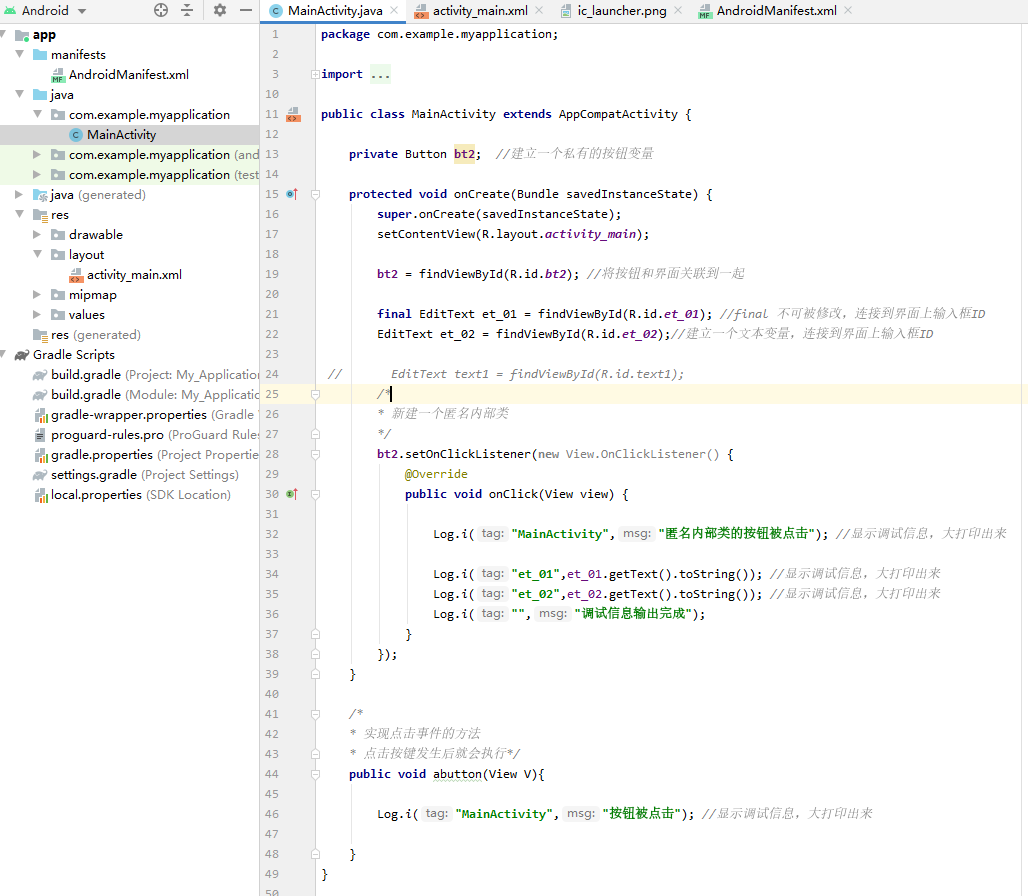 Android
MainActivity.java
activity_main.xml
ic_launcher.png
AndroidManifest.xml
app
manifests
AndroidManifest.xml
java
com.example.myapplication
MainActivity
com.example.myapplication (and
com.example.myapplication (test
java (generated)
res
drawable
layout
activity_main.xml
mipmap
values
res (generated)
Gradle Scripts
build.gradle (Project: My_Application
build.gradle (Module: My_Applicatic
gradle-wrapper.properties (Gradle
proguard-rules.pro (ProGuard Rules
gradle.properties (Project Propertie
settings.gradle (Project Settings)
local.properties (SDK Location)
1 package com.example.myapplication;
2
3 import ...
10
11 public class MainActivity extends AppCompatActivity {
12
13 private Button bt2; //建立一个私有的按钮变量
14
15 protected void onCreate(Bundle savedInstanceState) {
16 super.onCreate(savedInstanceState);
17 setContentView(R.layout.activity_main);
18
19 bt2 = findViewById(R.id.bt2); //将按钮和界面关联到一起
20
21 final EditText et_01 = findViewById(R.id.et_01); //final 不可被修改，连接到界面上输入框ID
22 EditText et_02 = findViewById(R.id.et_02);//建立一个文本变量，连接到界面上输入框ID
23
24 // EditText text1 = findViewById(R.id.text1);
25 /*
26 * 新建一个匿名内部类
27 */
28 bt2.setOnClickListener(new View.OnClickListener() {
29 @Override
30 public void onClick(View view) {
31
32 Log.i( tag: "MainActivity", msg: "匿名内部类的按钮被点击"); //显示调试信息，大打印出来
33
34 Log.i( tag: "et_01",et_01.getText().toString()); //显示调试信息，大打印出来
35 Log.i( tag: "et_02",et_02.getText().toString()); //显示调试信息，大打印出来
36 Log.i( tag: "", msg: "调试信息输出完成");
37 }
38 });
39 }
40
41 /*
42 * 实现点击事件的方法
43 * 点击按键发生后就会执行*/
44 public void abutton(View V){
45
46 Log.i( tag: "MainActivity", msg: "按钮被点击"); //显示调试信息，大打印出来
47
48 }
49 }
50